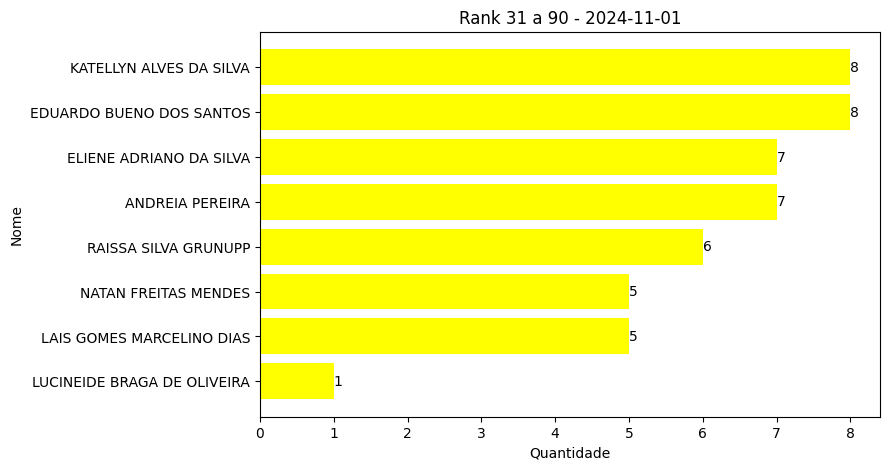 Rank 31 a 90 - 2024-11-01
Nome
KATELLYN ALVES DA SILVA 8
EDUARDO BUENO DOS SANTOS 8
ELIENE ADRIANO DA SILVA 7
ANDREIA PEREIRA 7
RAISSA SILVA GRUNUPP 6
NATAN FREITAS MENDES 5
LAIS GOMES MARCELINO DIAS 5
LUCINEIDE BRAGA DE OLIVEIRA 1
0 1 2 3 4 5 6 7 8
Quantidade